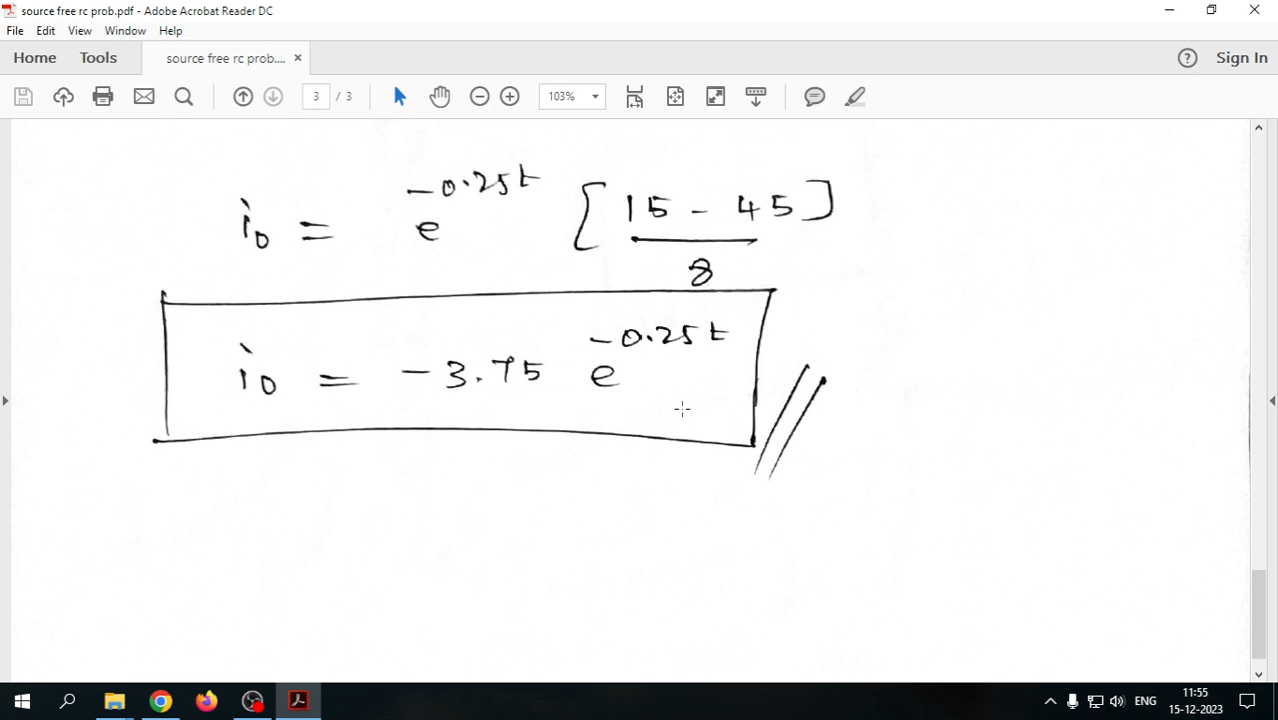 source free rc prob.pdf - Adobe Acrobat Reader DC
File Edit View Window Help
Home Tools source free rc prob.... × Sign In
3 / 3 103%
i₀ = e^{-0.25t} [15 - 45]
8
i₀ = -3.75 e^{-0.25t}
ENG 11:55
15-12-2023